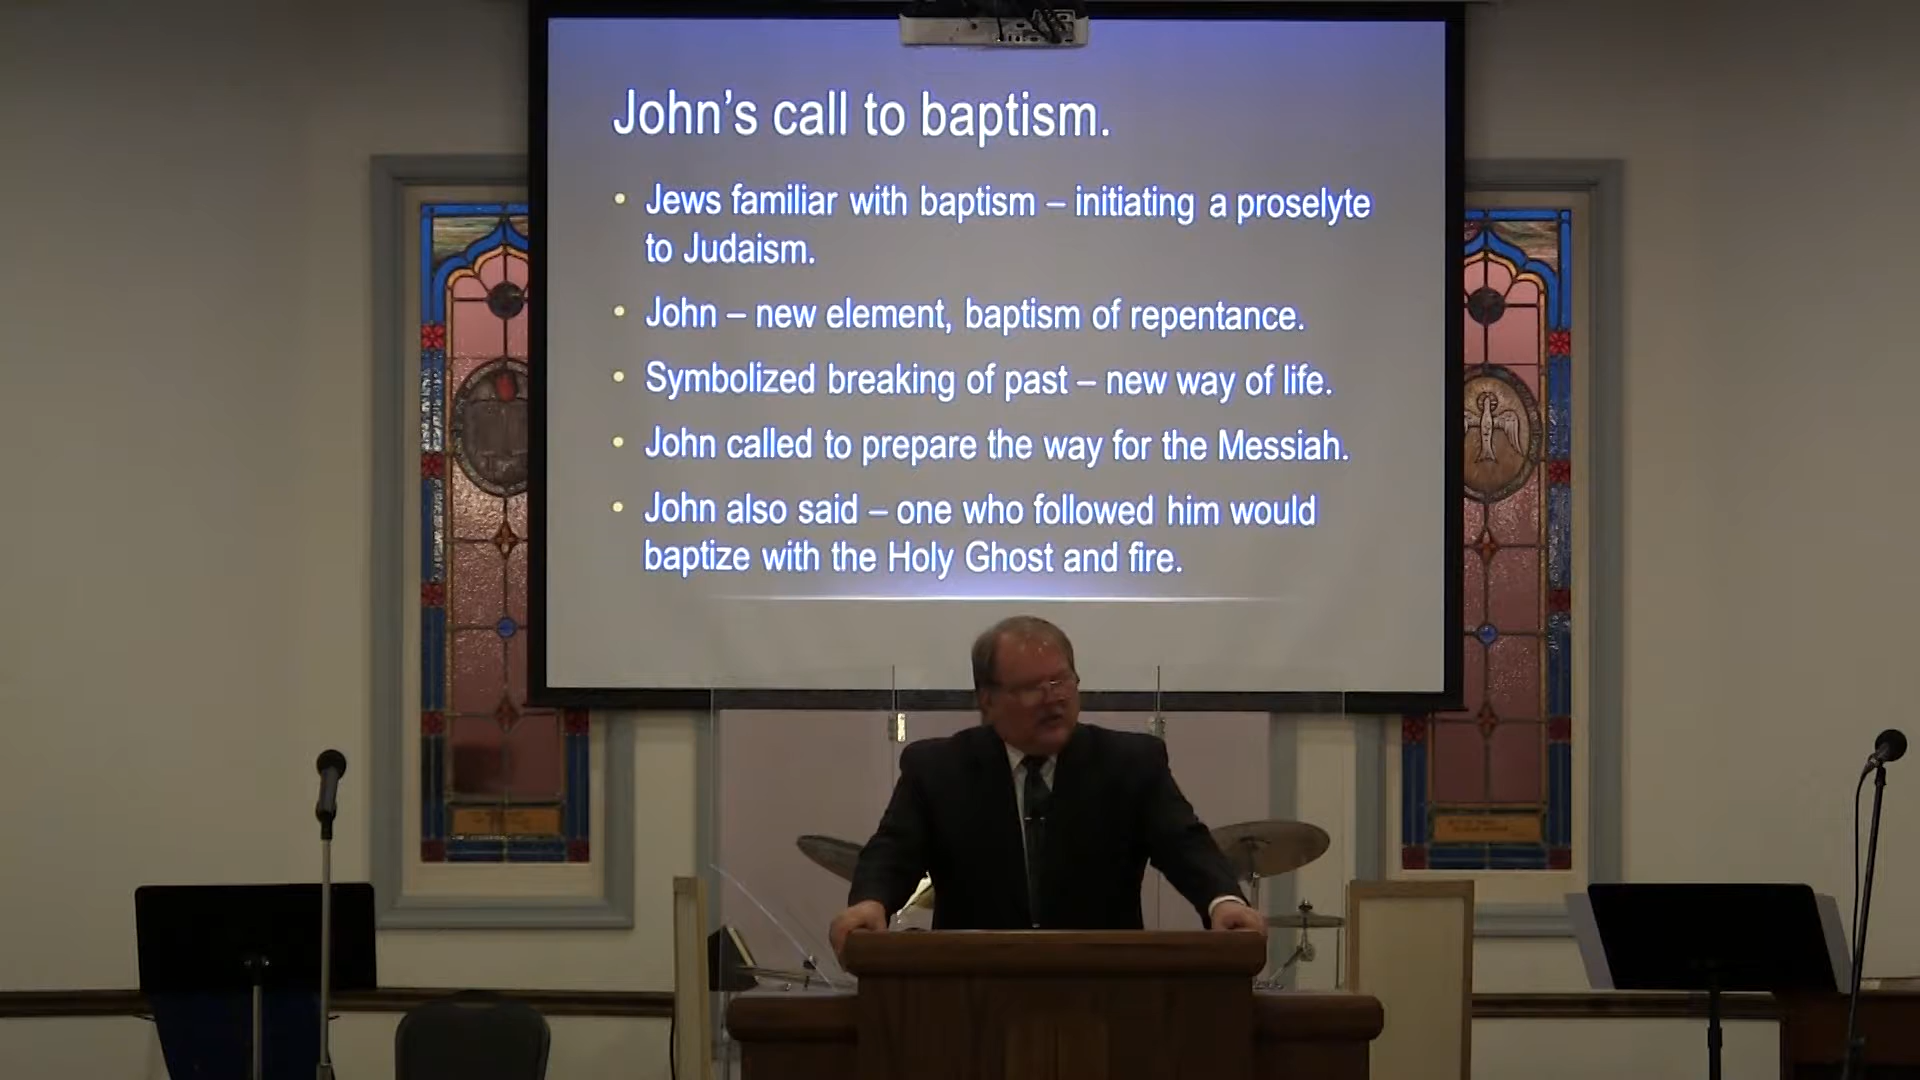 John’s call to baptism.
• Jews familiar with baptism – initiating a proselyte
to Judaism.
• John – new element, baptism of repentance.
• Symbolized breaking of past – new way of life.
• John called to prepare the way for the Messiah.
• John also said – one who followed him would
baptize with the Holy Ghost and fire.